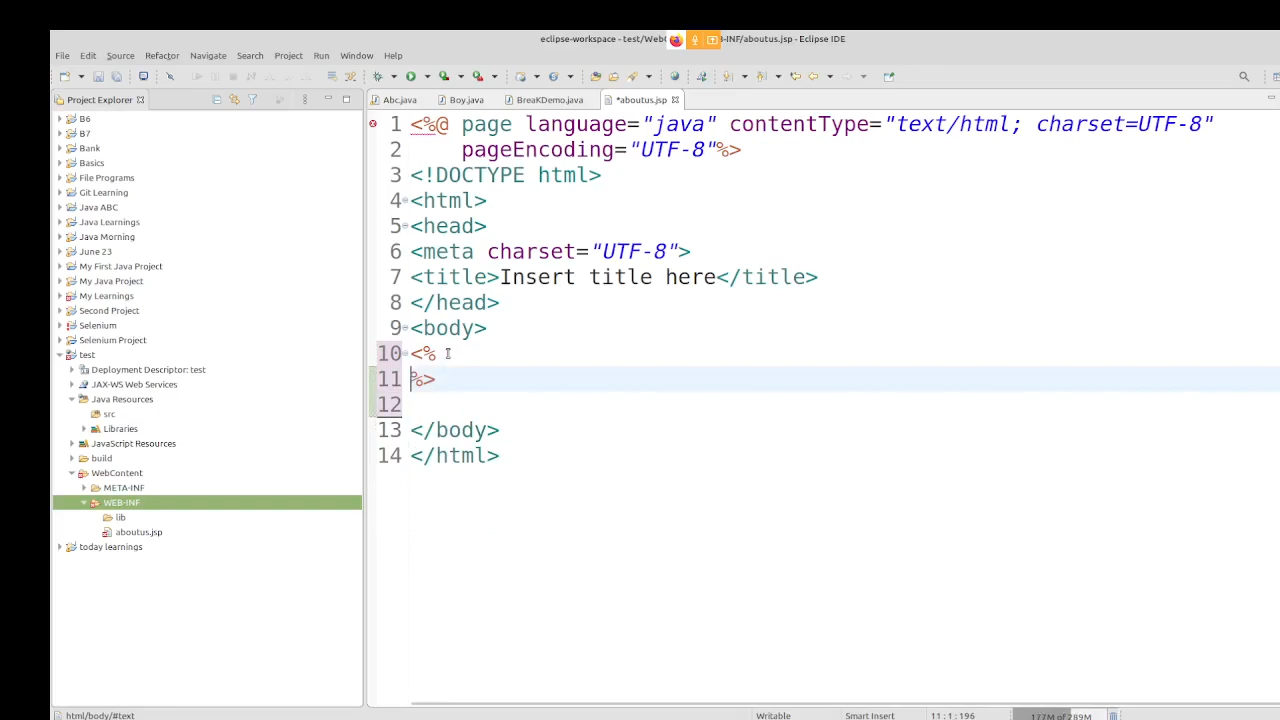 eclipse-workspace - test/WebC -INF/aboutus.jsp - Eclipse IDE
File Edit Source Refactor Navigate Search Project Run Window Help
Project Explorer
Abc.java
Boy.java
BreaKDemo.java
*aboutus.jsp
B6
B7
Bank
Basics
File Programs
Git Learning
Java ABC
Java Learnings
Java Morning
June 23
My First Java Project
My Java Project
My Learnings
Second Project
Selenium
Selenium Project
test
Deployment Descriptor: test
JAX-WS Web Services
Java Resources
src
Libraries
JavaScript Resources
build
WebContent
META-INF
WEB-INF
lib
aboutus.jsp
today learnings
1 <%@ page language="java" contentType="text/html; charset=UTF-8"
2 pageEncoding="UTF-8"%>
3 <!DOCTYPE html>
4 <html>
5 <head>
6 <meta charset="UTF-8">
7 <title>Insert title here</title>
8 </head>
9 <body>
10 <%
11 %>
12
13 </body>
14 </html>
html/body/#text
Writable
Smart Insert
11 : 1 : 196
177M of 289M